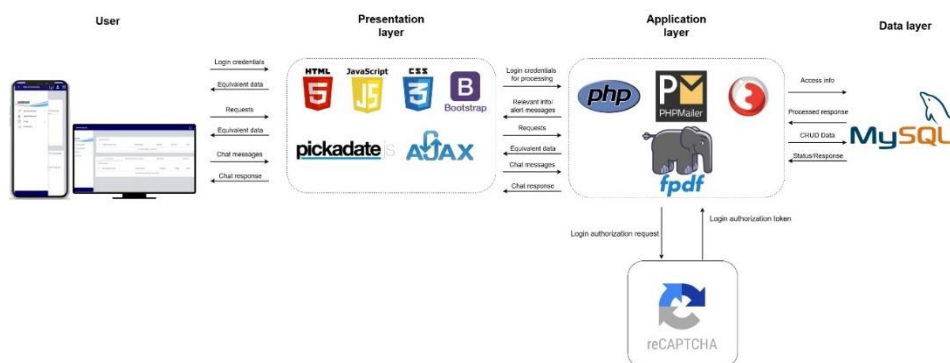 User
Presentation
layer
Application
layer
Data layer
Login credentials
Equivalent data
Requests
Equivalent data
Chat messages
Chat response
HTML
5
JavaScript
JS
CSS
3
B
Bootstrap
pickadate.js
AJAX
Login credentials
for processing
Relevant Info/
alert messages
Requests
Equivalent data
Chat messages
Chat response
php
P
PHPMailer
fpdf
Access info
Processed response
CRUD Data
Status/Response
MySQL
Login authorization request
Login authorization token
reCAPTCHA